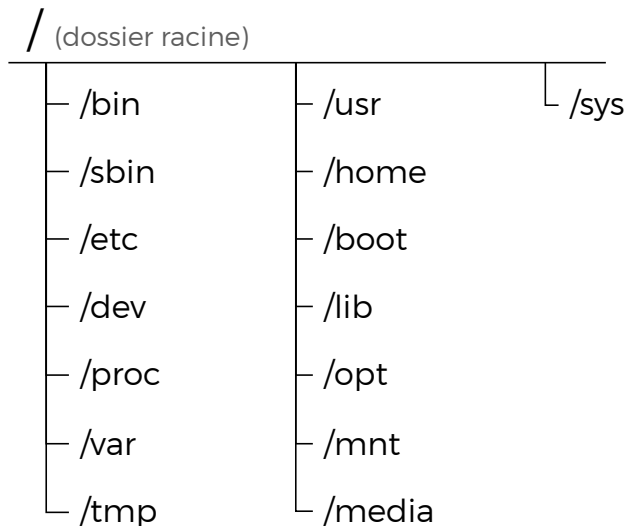 / (dossier racine)
/bin
/sbin
/etc
/dev
/proc
/var
/tmp
/usr
/home
/boot
/lib
/opt
/mnt
/media
/sys